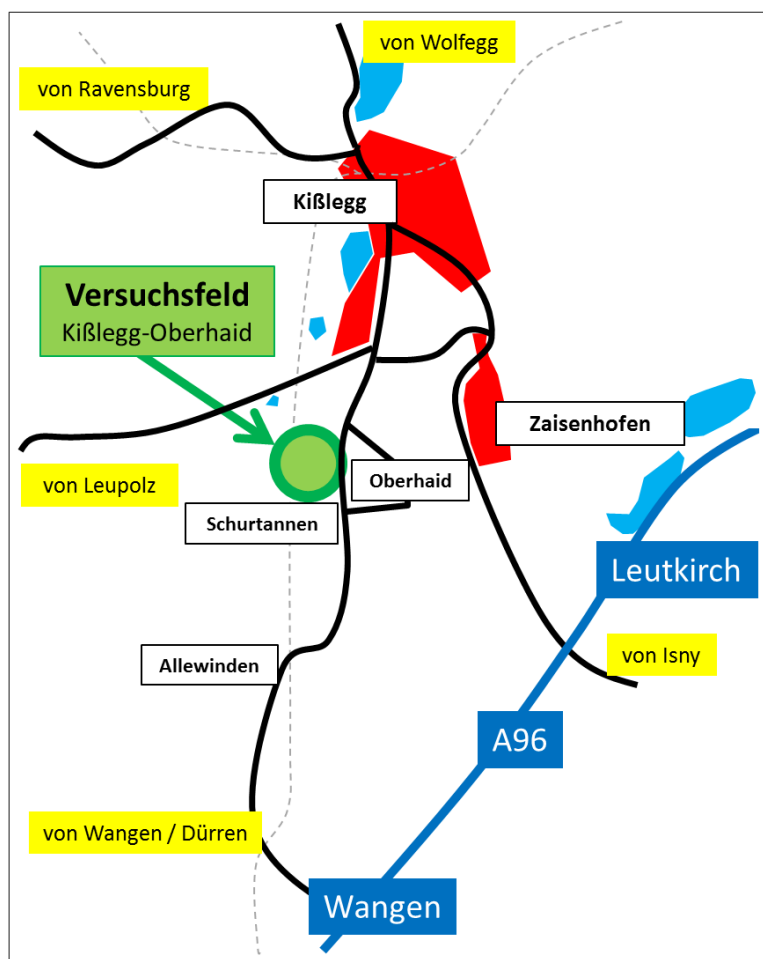 von Wolfegg
von Ravensburg
Kißlegg
Versuchsfeld
Kißlegg-Oberhaid
Zaisenhofen
von Leupolz
Oberhaid
Schurtannen
Leutkirch
Allewinden
von Isny
A96
von Wangen / Dürren
Wangen